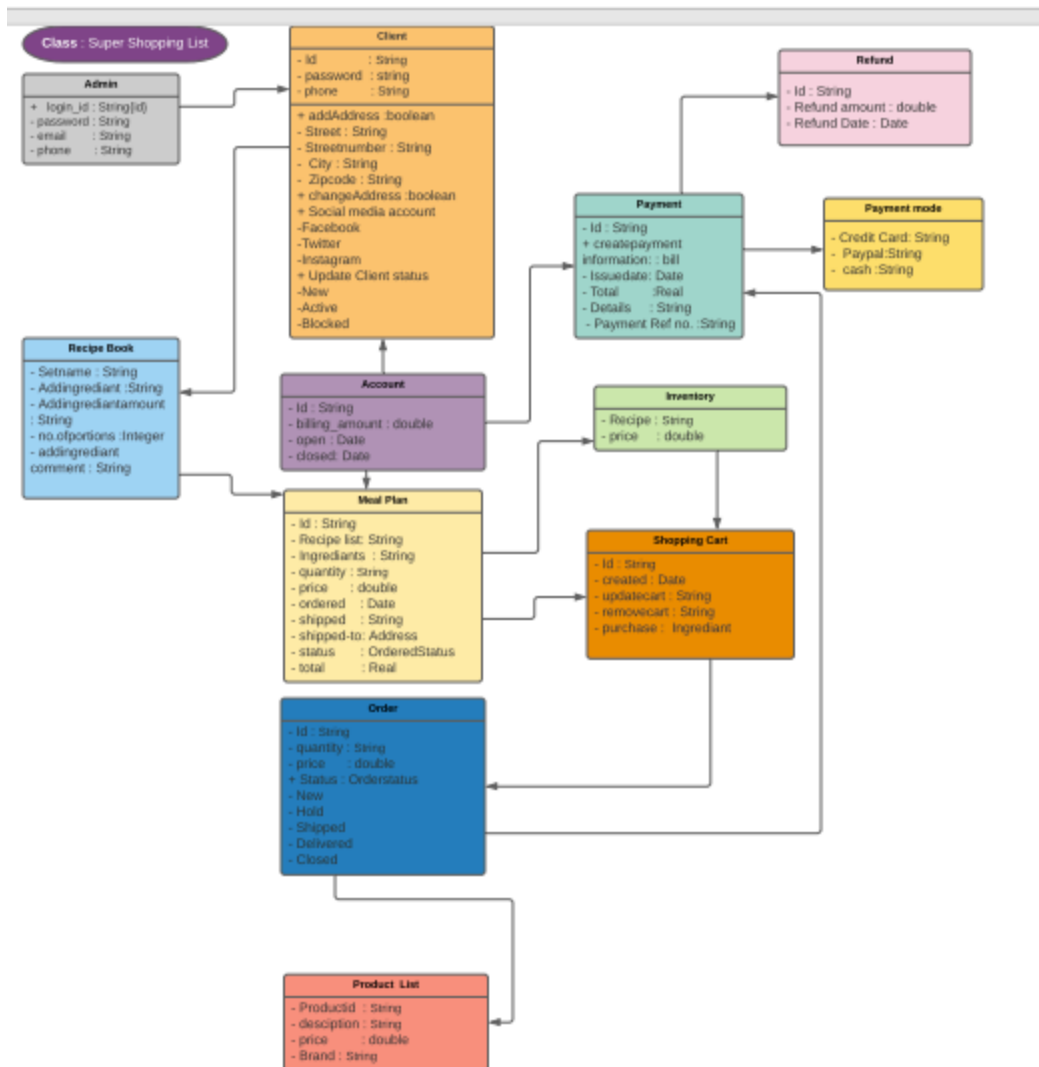 Class : Super Shopping List
Admin
+ login_id : String{id}
- password : String
- email : String
- phone : String
Client
- Id : String
- password : string
- phone : String
+ addAddress :boolean
- Street : String
- Streetnumber : String
- City : String
- Zipcode : String
+ changeAddress :boolean
+ Social media account
-Facebook
-Twitter
-Instagram
+ Update Client status
-New
-Active
-Blocked
Refund
- Id : String
- Refund amount : double
- Refund Date : Date
Payment
- Id : String
+ createpayment
information: : bill
- Issuedate: Date
- Total :Real
- Details : String
- Payment Ref no. :String
Payment mode
- Credit Card: String
- Paypal:String
- cash :String
Recipe Book
- Setname : String
- Addingrediant :String
- Addingrediantamount
: String
- no.ofportions :Integer
- addingrediant
comment : String
Account
- Id : String
- billing_amount : double
- open : Date
- closed: Date
Inventory
- Recipe : String
- price : double
Meal Plan
- Id : String
- Recipe list: String
- Ingrediants : String
- quantity : String
- price : double
- ordered : Date
- shipped : String
- shipped-to: Address
- status : OrderedStatus
- total : Real
Shopping Cart
- Id : String
- created : Date
- updatecart : String
- removecart : String
- purchase : Ingrediant
Order
- Id : String
- quantity : String
- price : double
+ Status : Orderstatus
- New
- Hold
- Shipped
- Delivered
- Closed
Product List
- Productid : String
- desciption : String
- price : double
- Brand : String